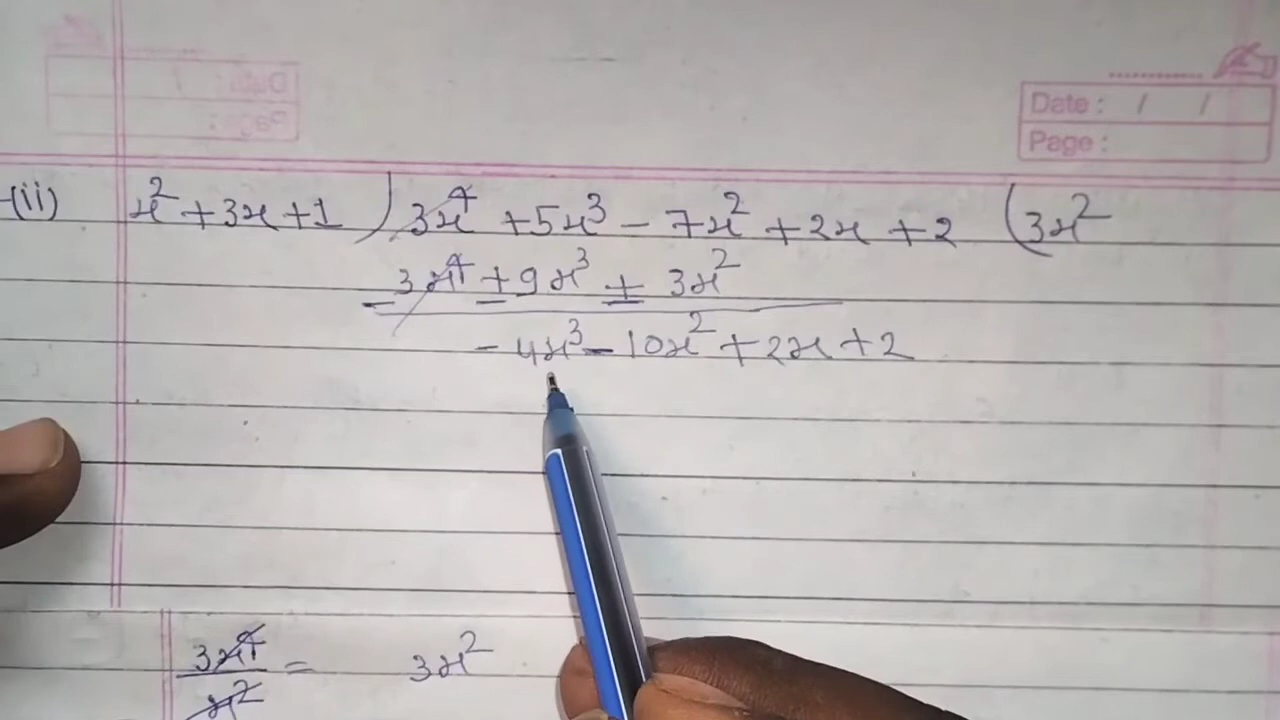 Date : / /
Page :
(ii) x² + 3x + 1 ) 3x⁴ + 5x³ - 7x² + 2x + 2 ( 3x²
3x⁴ + 9x³ + 3x²
- - -
- 4x³ - 10x² + 2x + 2
3x⁴/x² = 3x²